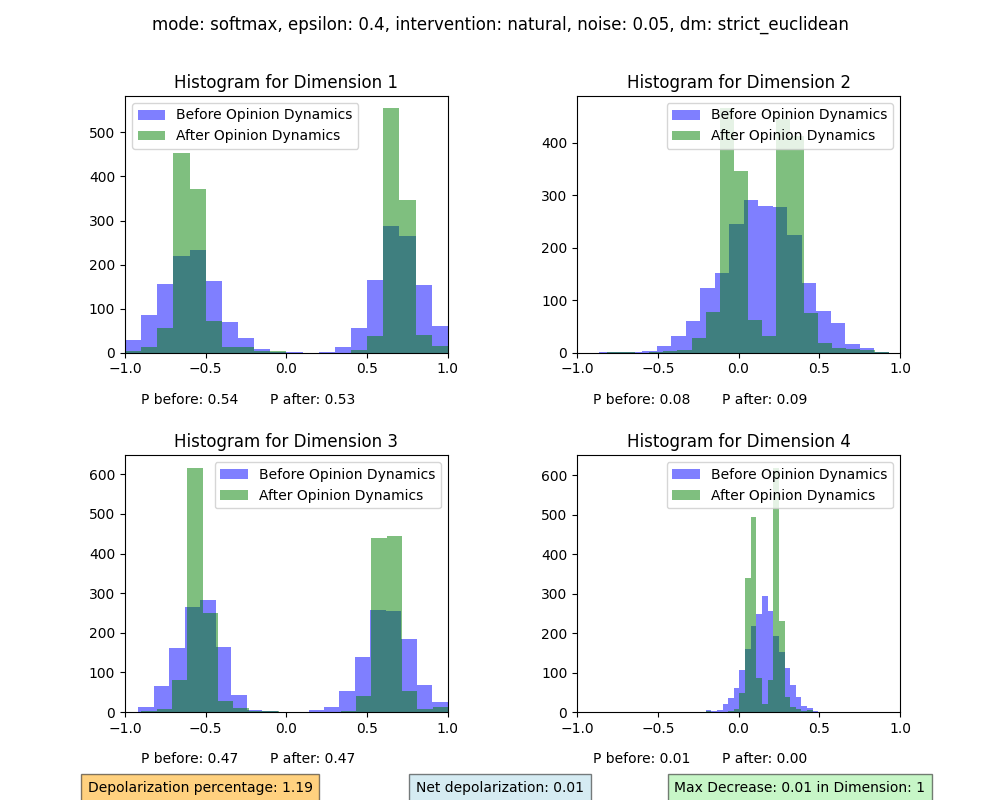 mode: softmax, epsilon: 0.4, intervention: natural, noise: 0.05, dm: strict_euclidean
Histogram for Dimension 1
Before Opinion Dynamics
After Opinion Dynamics
500
400
300
200
100
0
−1.0 −0.5 0.0 0.5 1.0
P before: 0.54 P after: 0.53
Histogram for Dimension 2
Before Opinion Dynamics
After Opinion Dynamics
400
300
200
100
0
−1.0 −0.5 0.0 0.5 1.0
P before: 0.08 P after: 0.09
Histogram for Dimension 3
Before Opinion Dynamics
After Opinion Dynamics
600
500
400
300
200
100
0
−1.0 −0.5 0.0 0.5 1.0
P before: 0.47 P after: 0.47
Histogram for Dimension 4
Before Opinion Dynamics
After Opinion Dynamics
600
500
400
300
200
100
0
−1.0 −0.5 0.0 0.5 1.0
P before: 0.01 P after: 0.00
Depolarization percentage: 1.19
Net depolarization: 0.01
Max Decrease: 0.01 in Dimension: 1